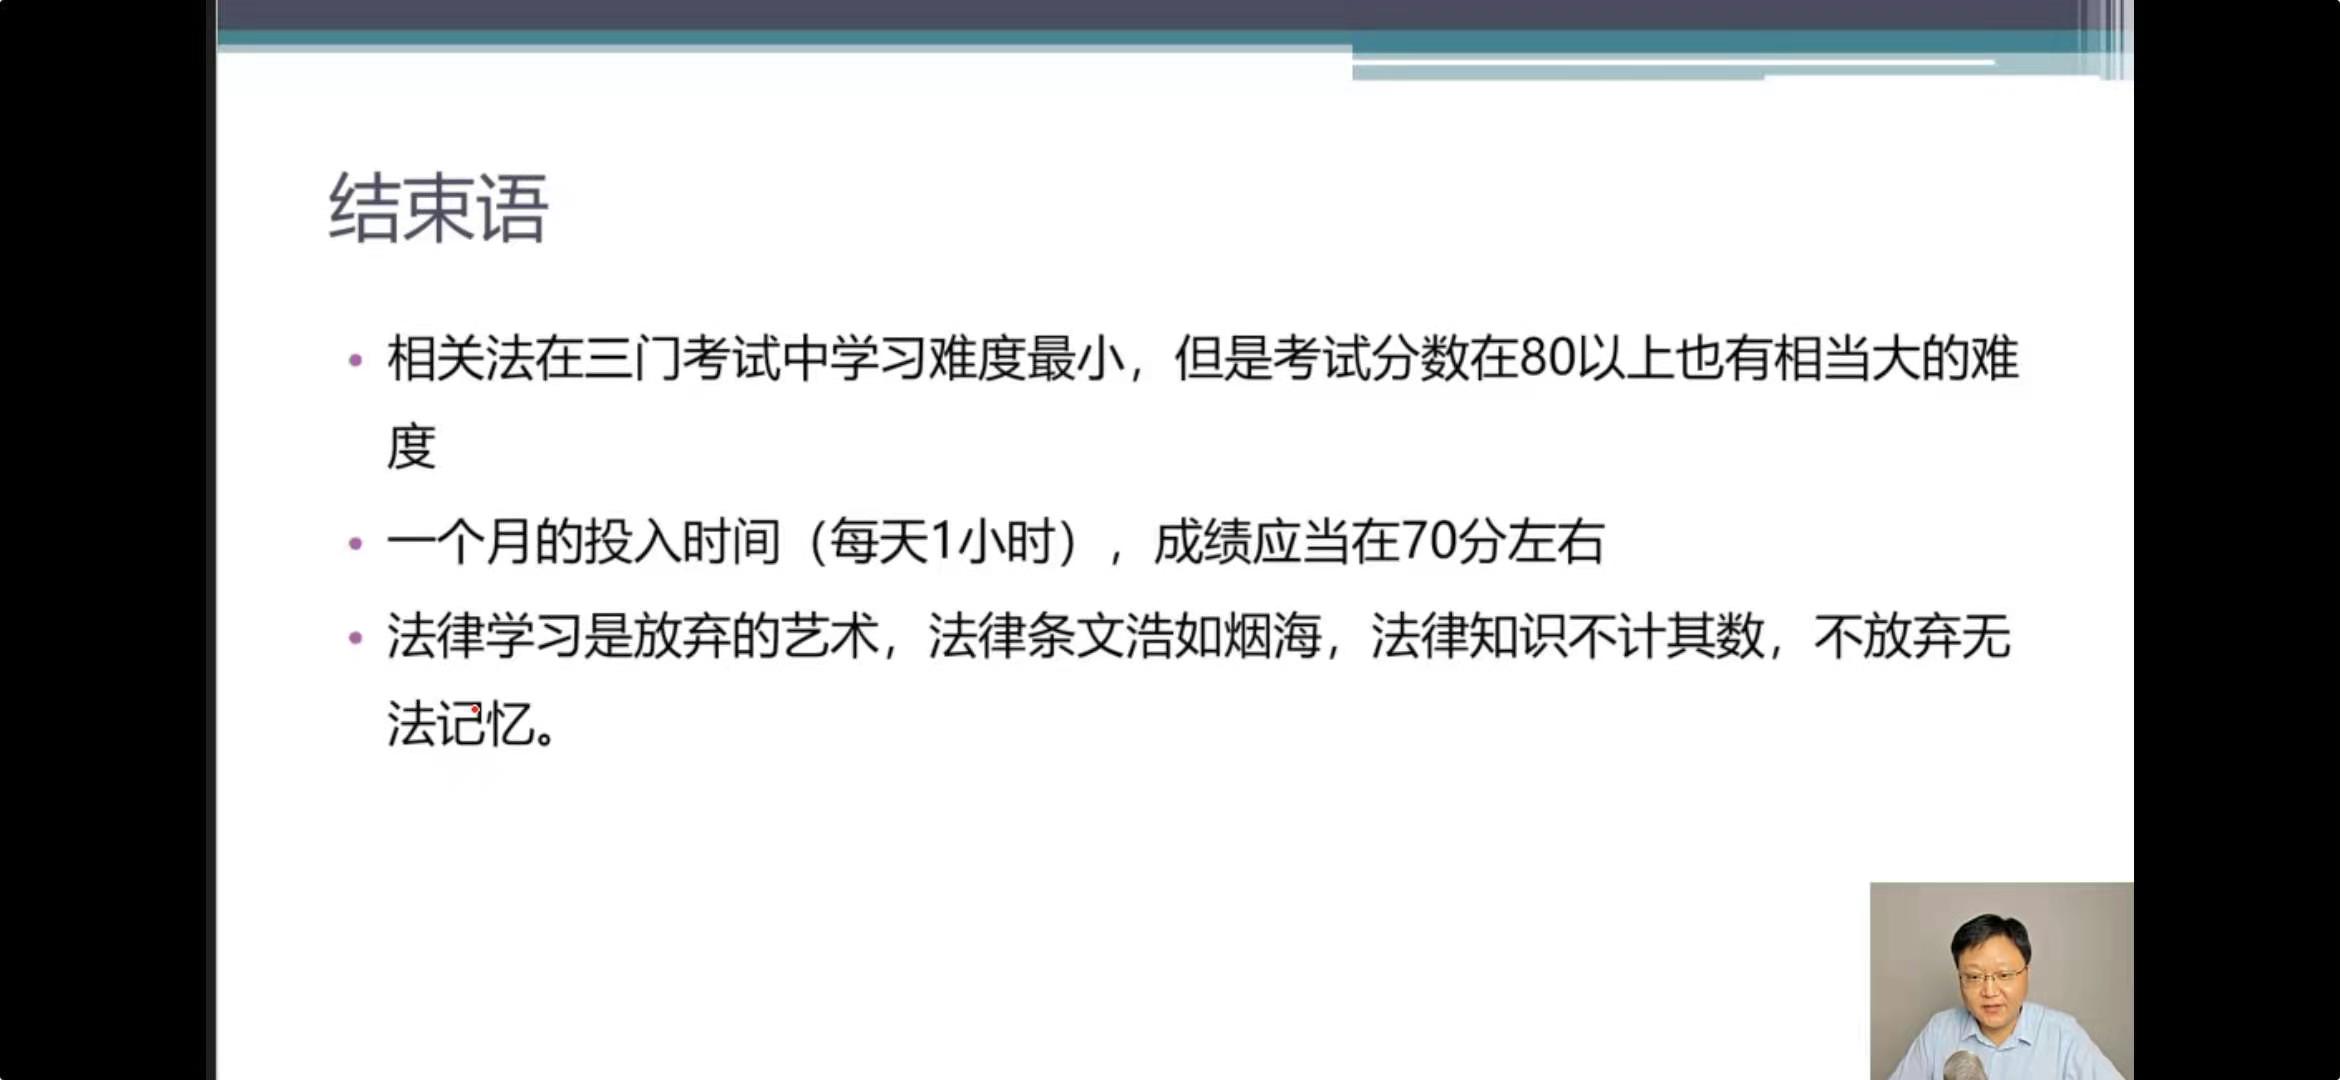 结束语
相关法在三门考试中学习难度最小，但是考试分数在80以上也有相当大的难
度
一个月的投入时间（每天1小时），成绩应当在70分左右
法律学习是放弃的艺术，法律条文浩如烟海，法律知识不计其数，不放弃无
法记忆。